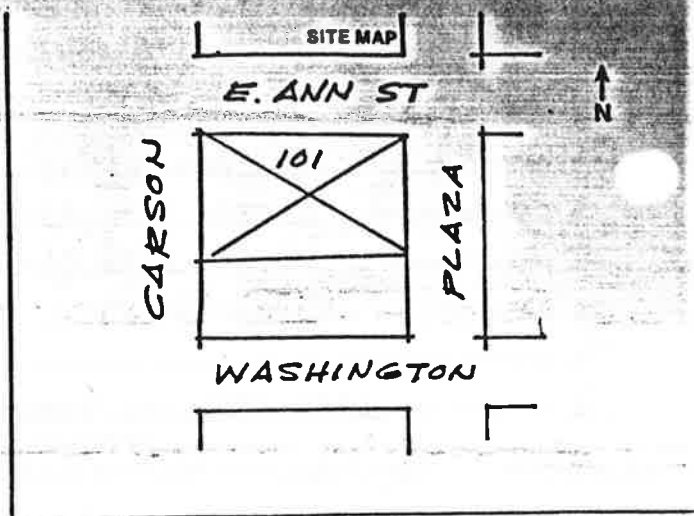 SITE MAP
E. ANN ST
N
101
CARSON
PLAZA
WASHINGTON